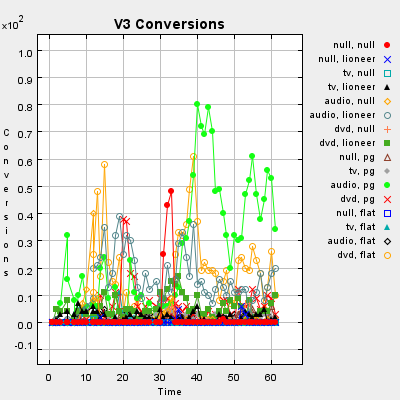 x10^2
V3 Conversions
1.0
0.9
0.8
0.7
0.6
0.5
0.4
0.3
0.2
0.1
0.0
-0.1
Conversions
0 10 20 30 40 50 60
Time
null, null
null, lioneer
tv, null
tv, lioneer
audio, null
audio, lioneer
dvd, null
dvd, lioneer
null, pg
tv, pg
audio, pg
dvd, pg
null, flat
tv, flat
audio, flat
dvd, flat